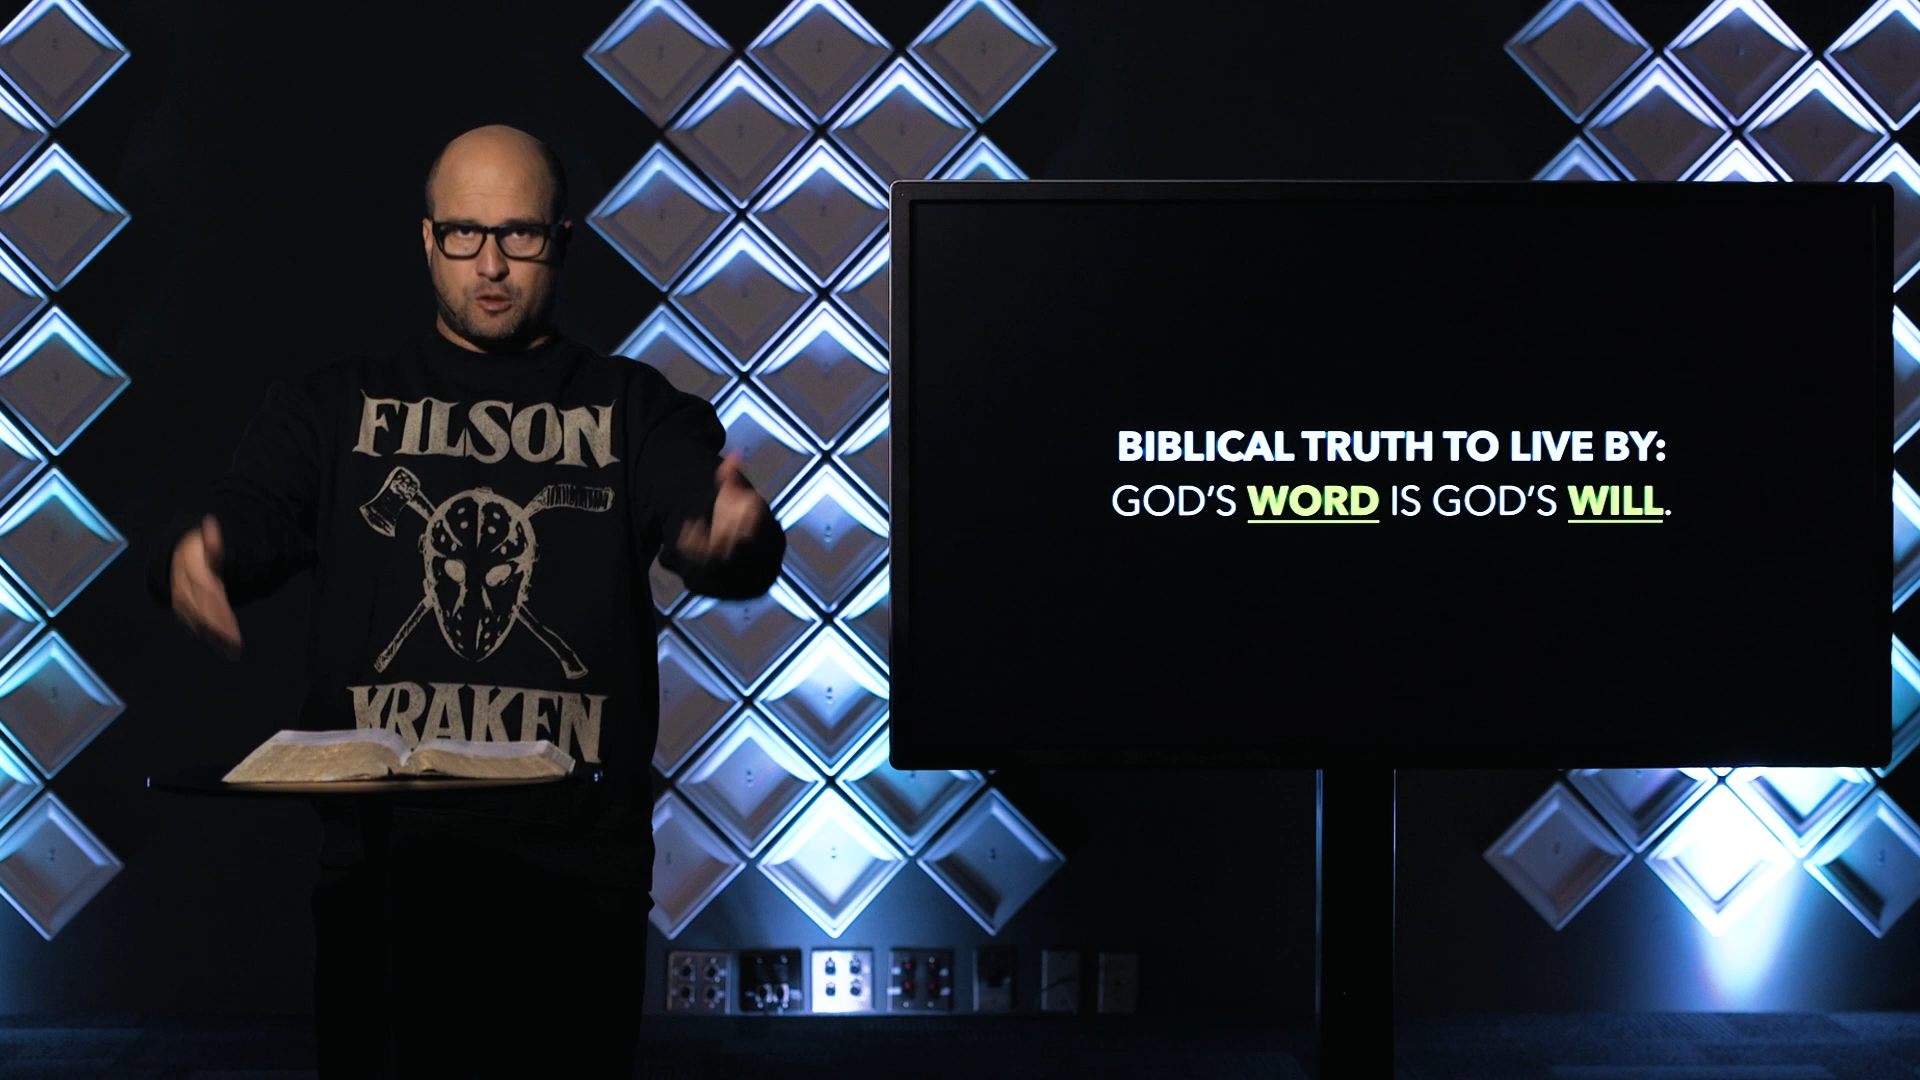 FILSON
KRAKEN
BIBLICAL TRUTH TO LIVE BY:
GOD'S WORD IS GOD'S WILL.